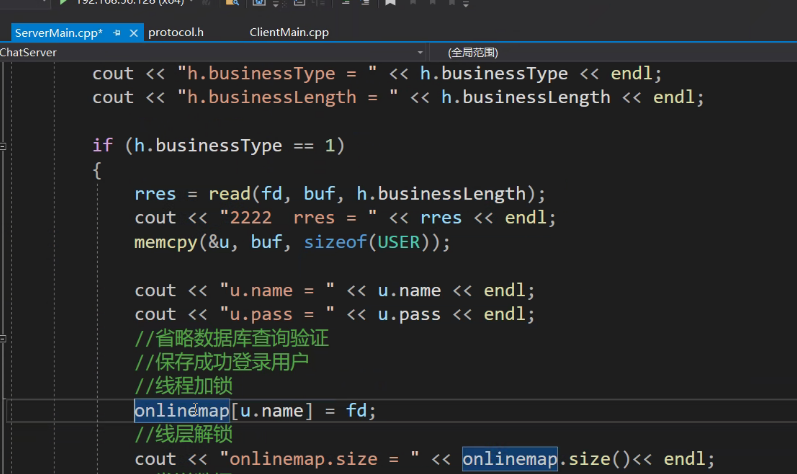 192.168.56.128 (x64)
ServerMain.cpp* protocol.h ClientMain.cpp
ChatServer (全局范围)
cout << "h.businessType = " << h.businessType << endl;
cout << "h.businessLength = " << h.businessLength << endl;
if (h.businessType == 1)
{
rres = read(fd, buf, h.businessLength);
cout << "2222  rres = " << rres << endl;
memcpy(&u, buf, sizeof(USER));
cout << "u.name = " << u.name << endl;
cout << "u.pass = " << u.pass << endl;
//省略数据库查询验证
//保存成功登录用户
//线程加锁
onlinemap[u.name] = fd;
//线层解锁
cout << "onlinemap.size = " << onlinemap.size()<< endl;